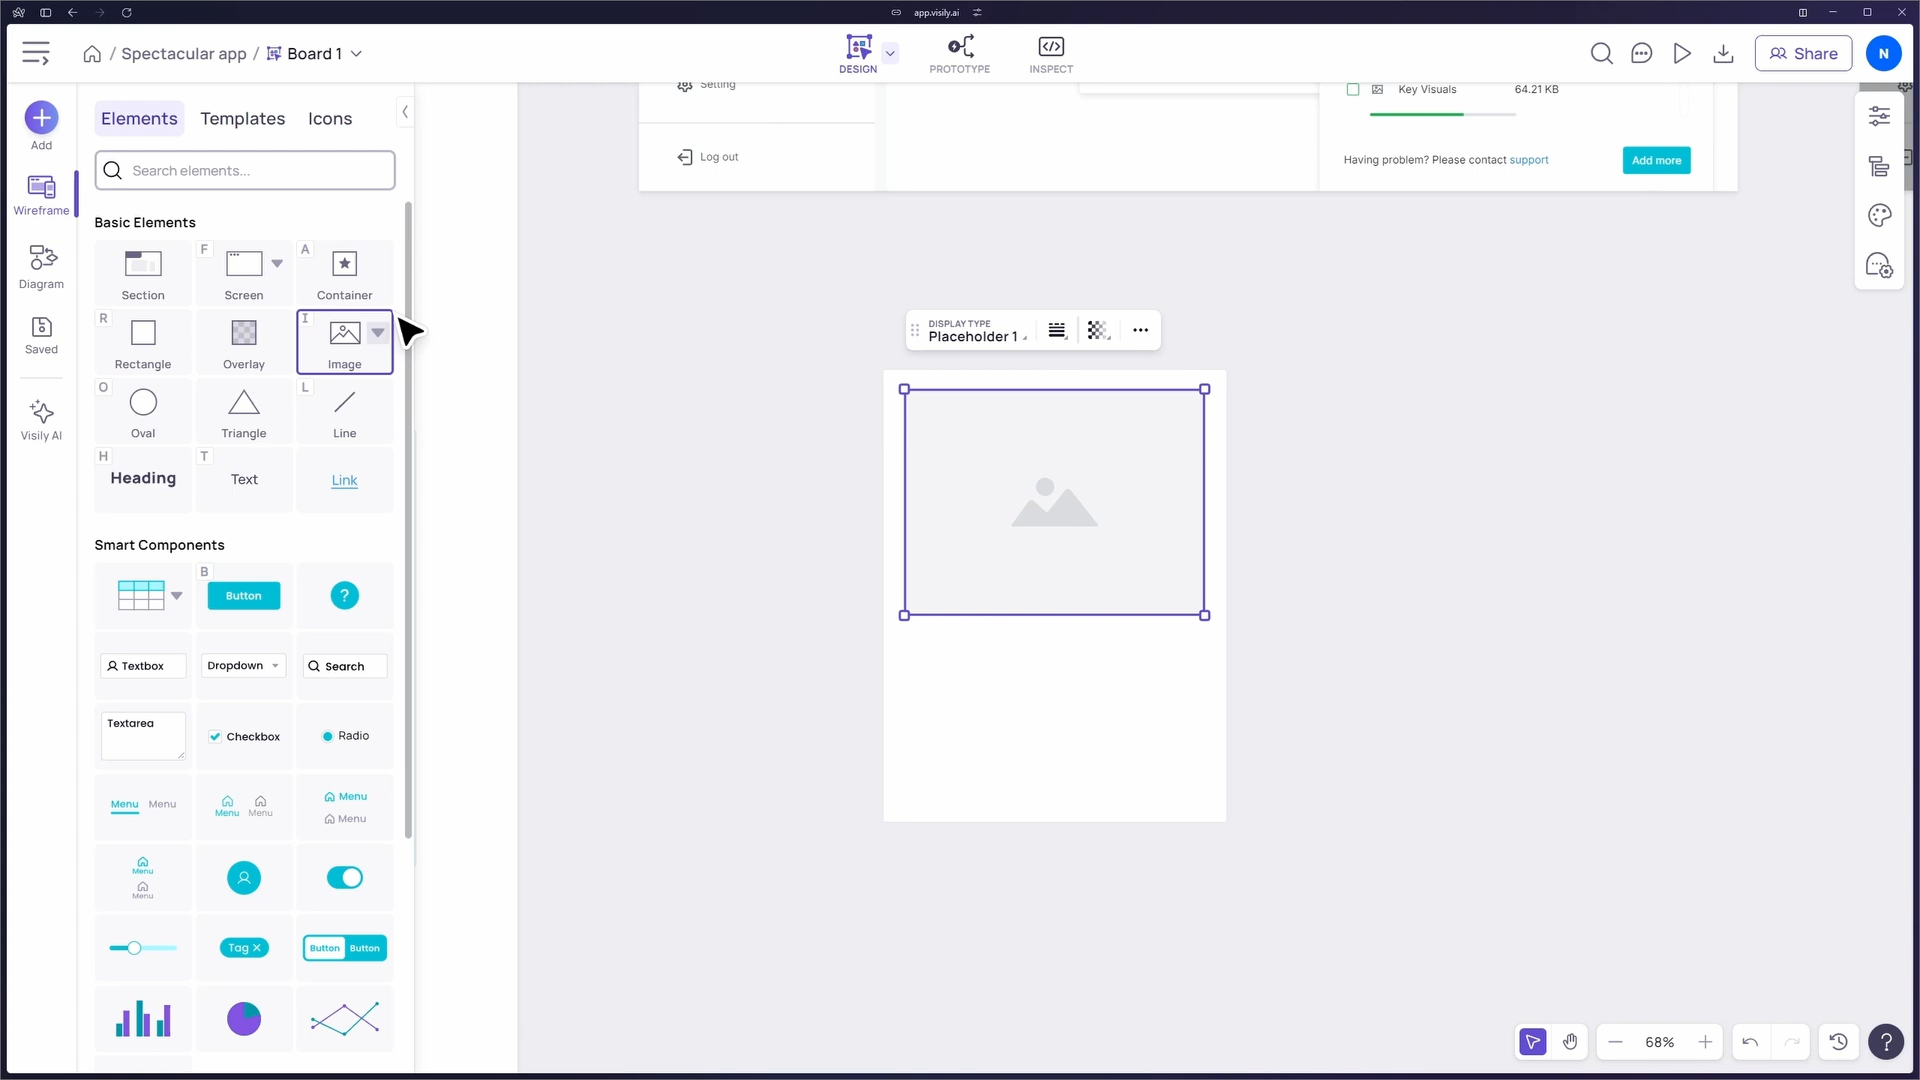 app.visily.ai
/ Spectacular app / Board 1
DESIGN
PROTOTYPE
INSPECT
Share
N
Add
Wireframe
Diagram
Saved
Visily AI
Elements
Templates
Icons
Search elements...
Basic Elements
Section
F
Screen
A
Container
R
Rectangle
Overlay
I
Image
O
Oval
Triangle
L
Line
H
Heading
T
Text
Link
Smart Components
B
Button
?
Textbox
Dropdown
Search
Textarea
Checkbox
Radio
Menu Menu
Menu Menu
Menu
Menu
Menu
Menu
Tag ×
Button Button
Setting
Log out
Key Visuals 64.21 KB
Having problem? Please contact support
Add more
DISPLAY TYPE
Placeholder 1
68%
?